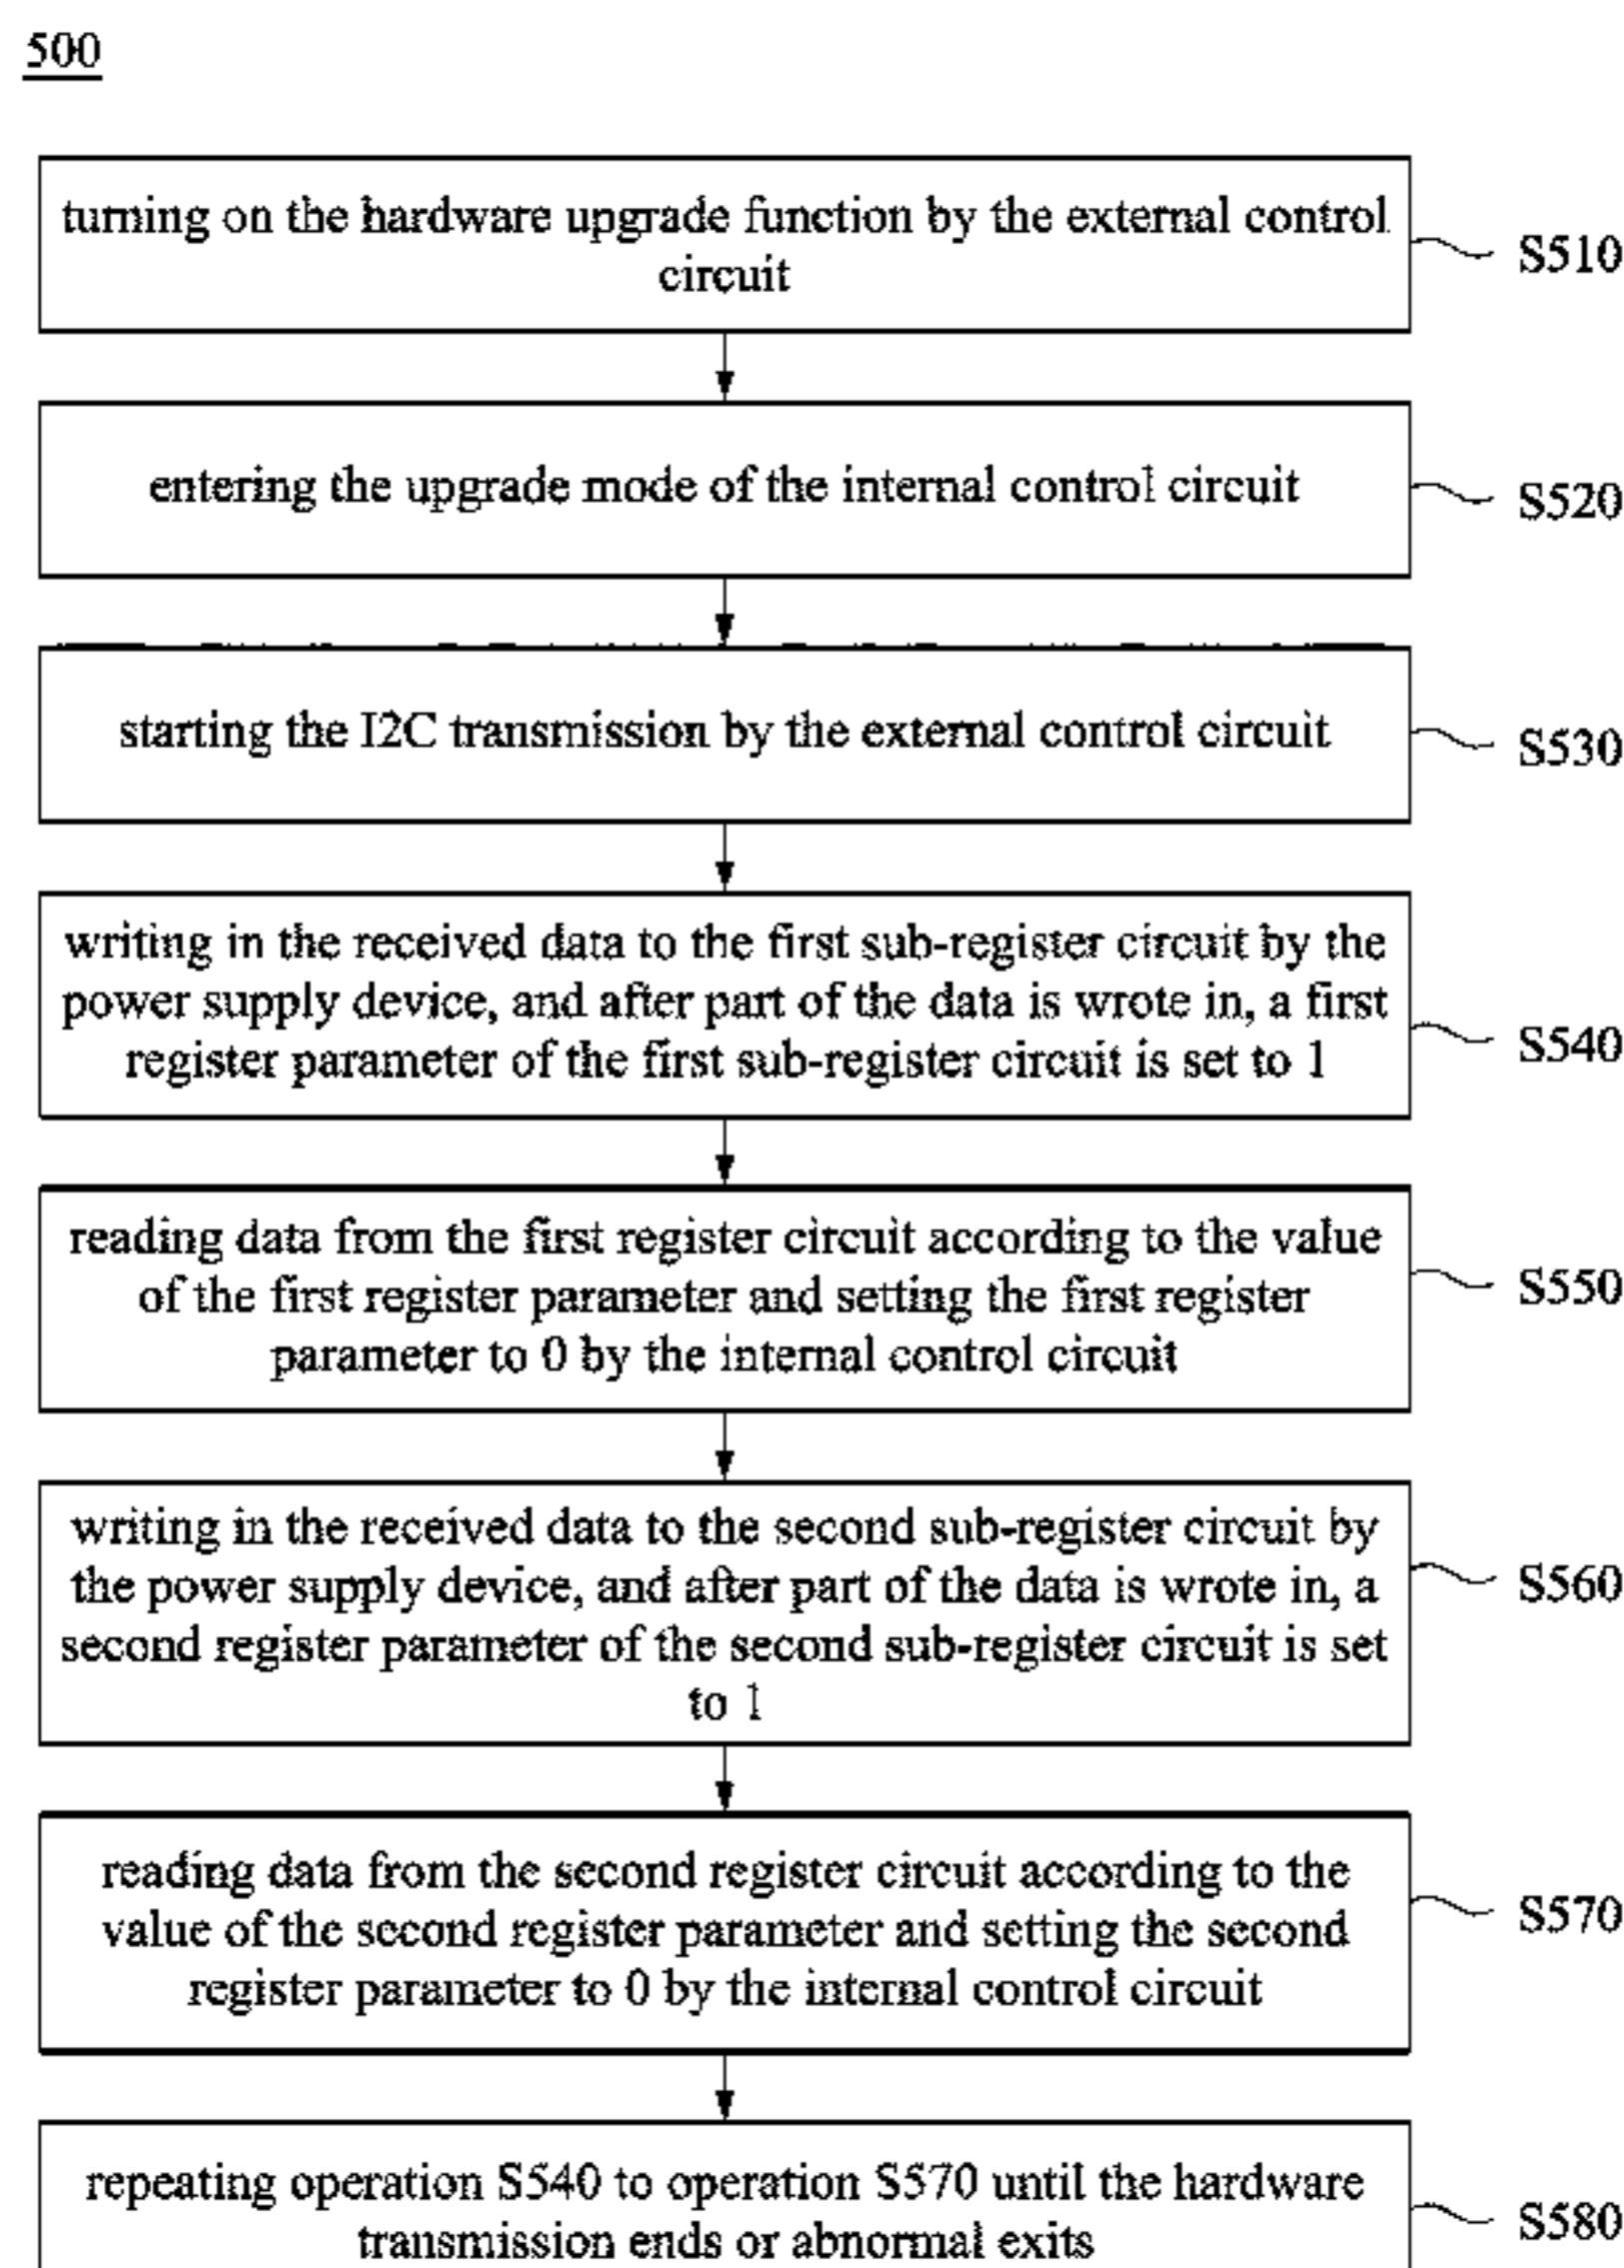 500
turning on the hardware upgrade function by the external control
circuit
S510
entering the upgrade mode of the internal control circuit
S520
starting the I2C transmission by the external control circuit
S530
writing in the received data to the first sub-register circuit by the
power supply device, and after part of the data is wrote in, a first
register parameter of the first sub-register circuit is set to 1
S540
reading data from the first register circuit according to the value
of the first register parameter and setting the first register
parameter to 0 by the internal control circuit
S550
writing in the received data to the second sub-register circuit by
the power supply device, and after part of the data is wrote in, a
second register parameter of the second sub-register circuit is set
to 1
S560
reading data from the second register circuit according to the
value of the second register parameter and setting the second
register parameter to 0 by the internal control circuit
S570
repeating operation S540 to operation S570 until the hardware
transmission ends or abnormal exits
S580